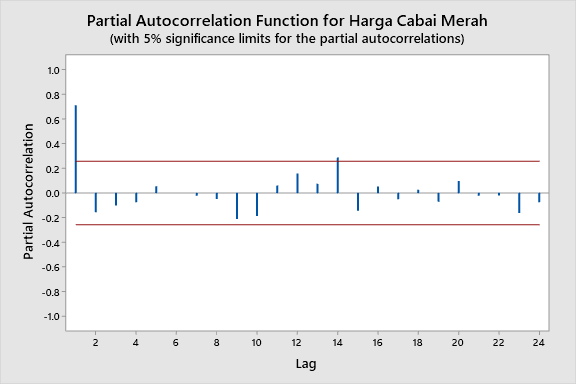 Partial Autocorrelation Function for Harga Cabai Merah
(with 5% significance limits for the partial autocorrelations)
1.0
0.8
0.6
0.4
0.2
0.0
-0.2
-0.4
-0.6
-0.8
-1.0
Partial Autocorrelation
2 4 6 8 10 12 14 16 18 20 22 24
Lag